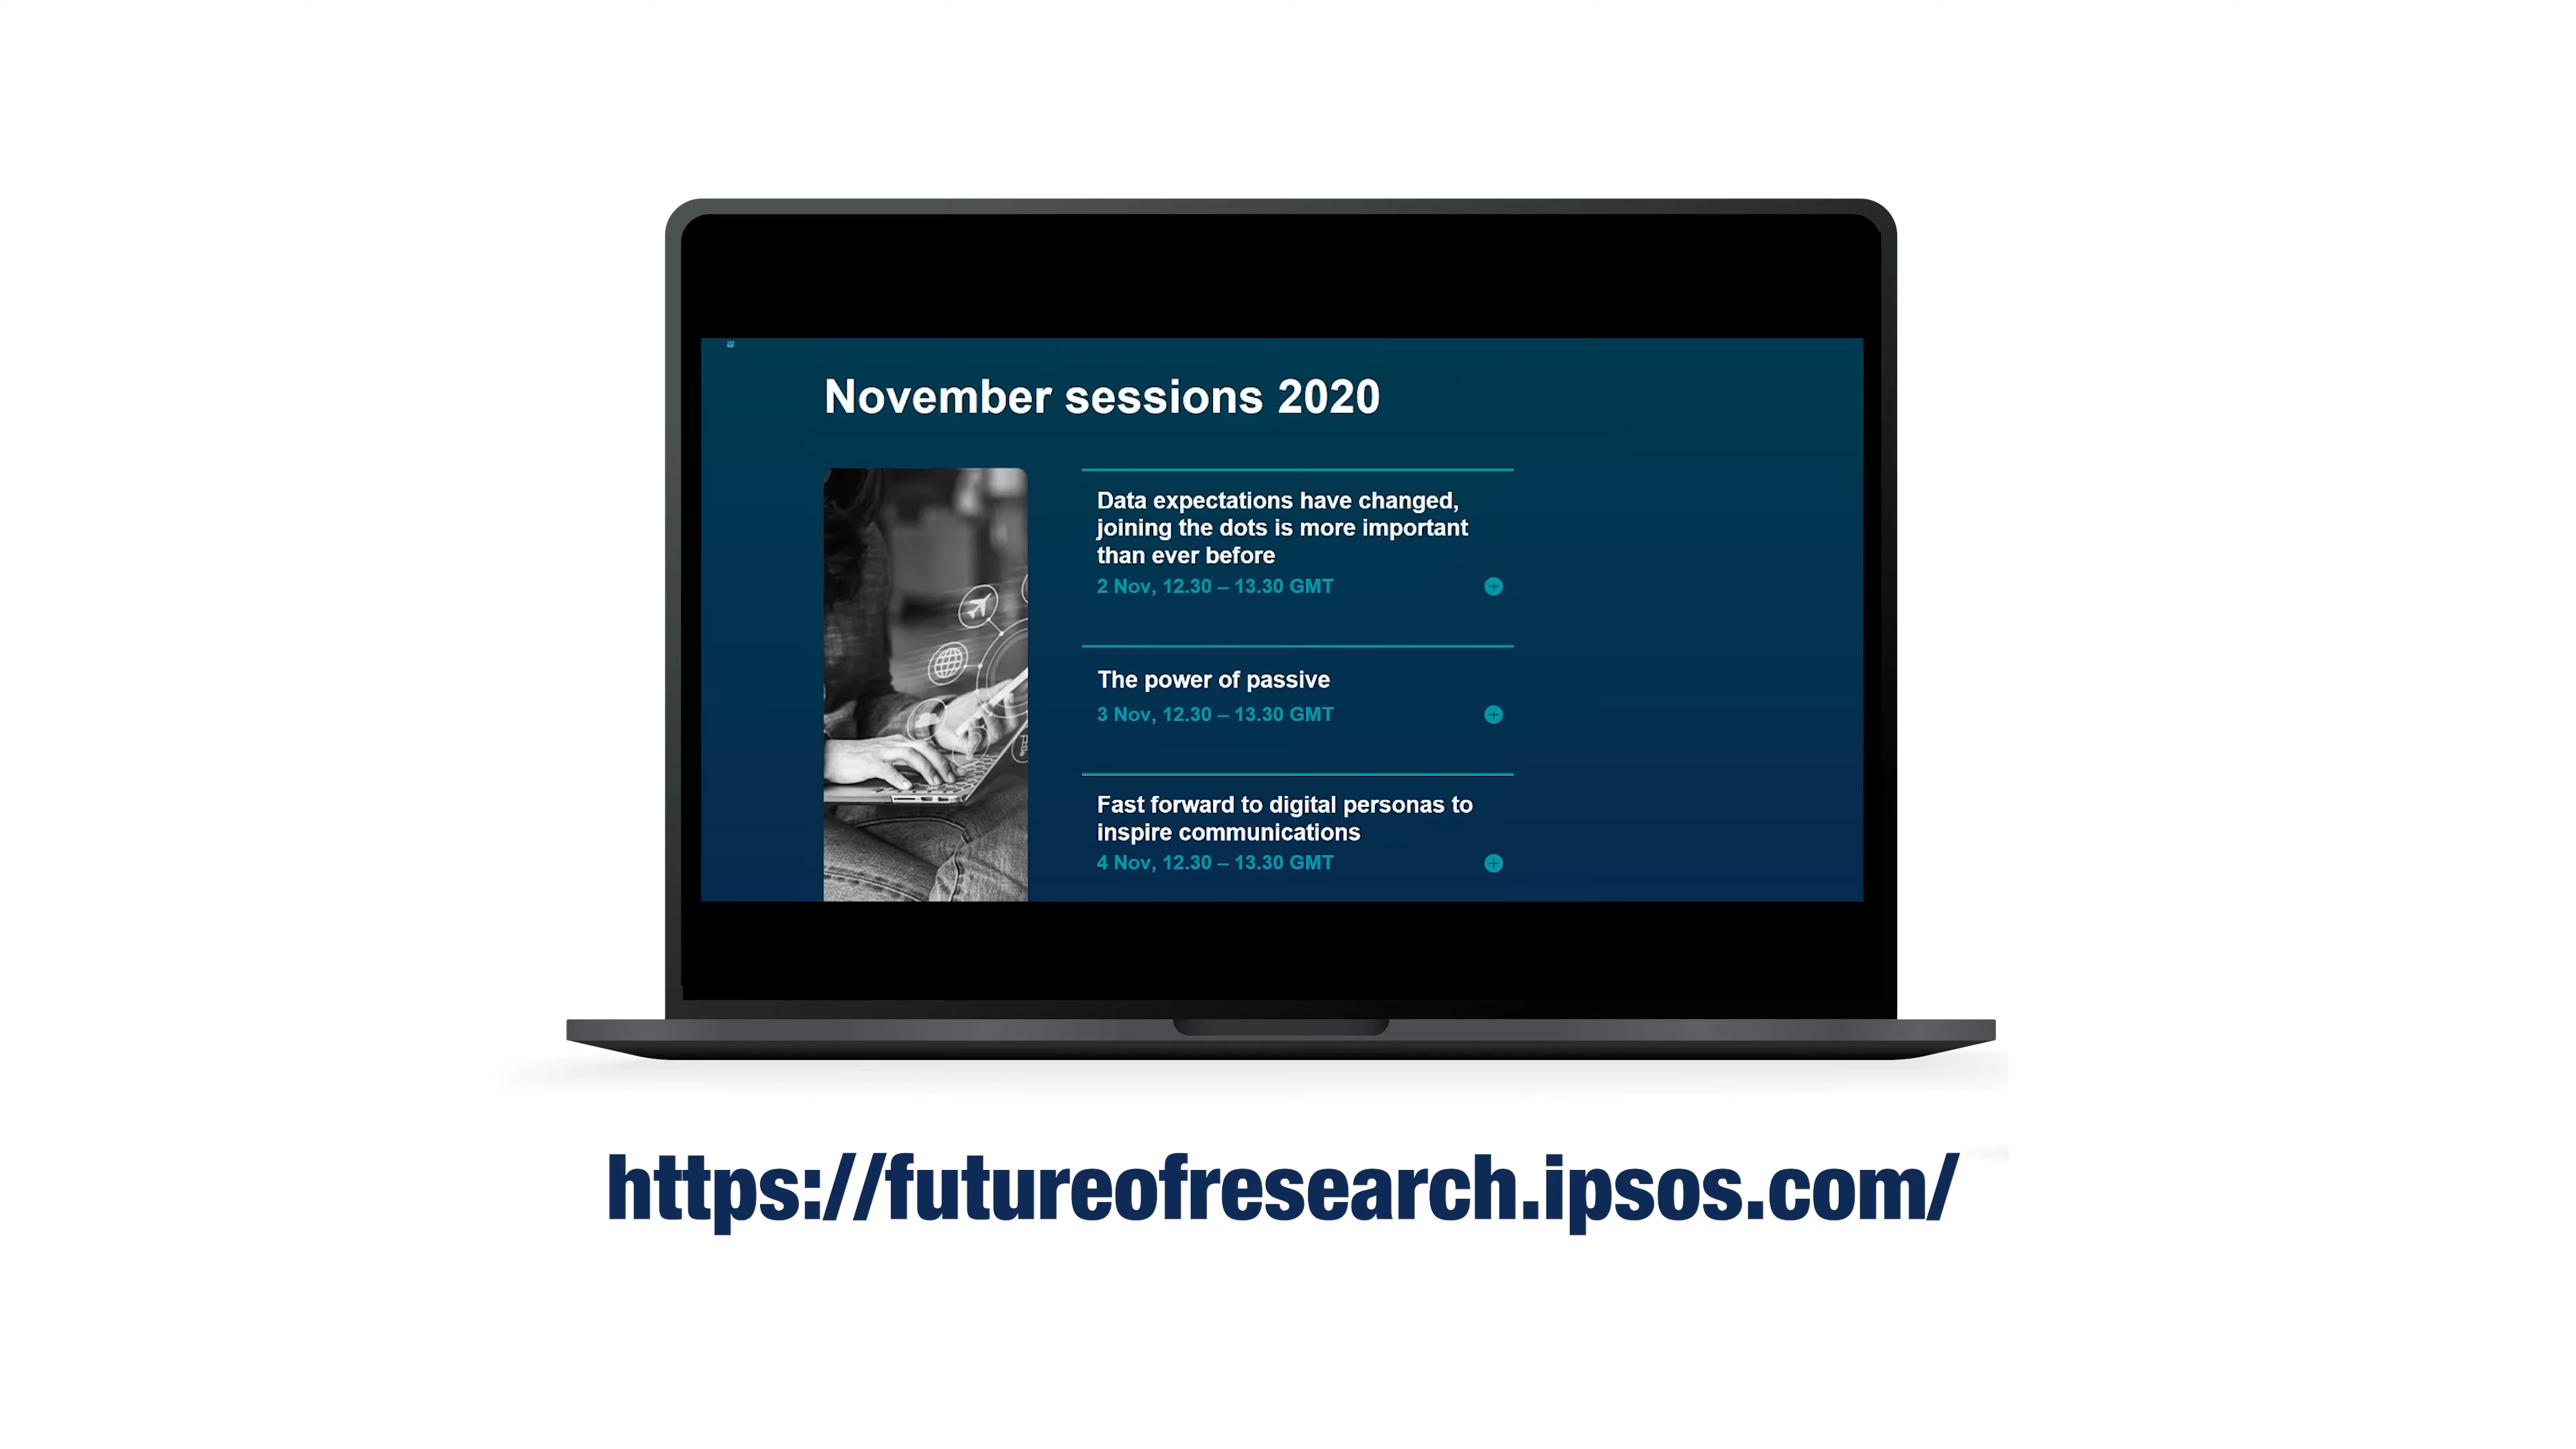 November sessions 2020
Data expectations have changed,
joining the dots is more important
than ever before
2 Nov, 12.30 – 13.30 GMT
The power of passive
3 Nov, 12.30 – 13.30 GMT
Fast forward to digital personas to
inspire communications
4 Nov, 12.30 – 13.30 GMT
https://futureofresearch.ipsos.com/